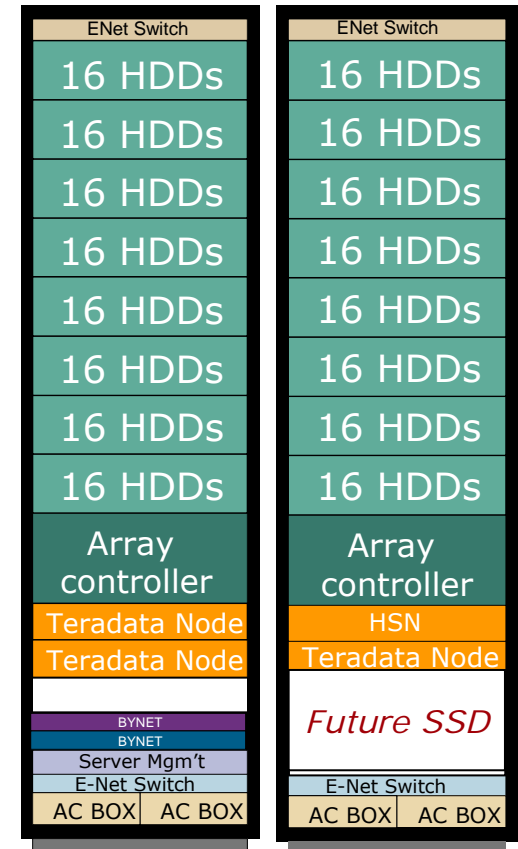 ENet Switch
16 HDDs
16 HDDs
16 HDDs
16 HDDs
16 HDDs
16 HDDs
16 HDDs
16 HDDs
Array
controller
Teradata Node
Teradata Node
BYNET
BYNET
Server Mgm't
E-Net Switch
AC BOX AC BOX
ENet Switch
16 HDDs
16 HDDs
16 HDDs
16 HDDs
16 HDDs
16 HDDs
16 HDDs
16 HDDs
Array
controller
HSN
Teradata Node
Future SSD
E-Net Switch
AC BOX AC BOX